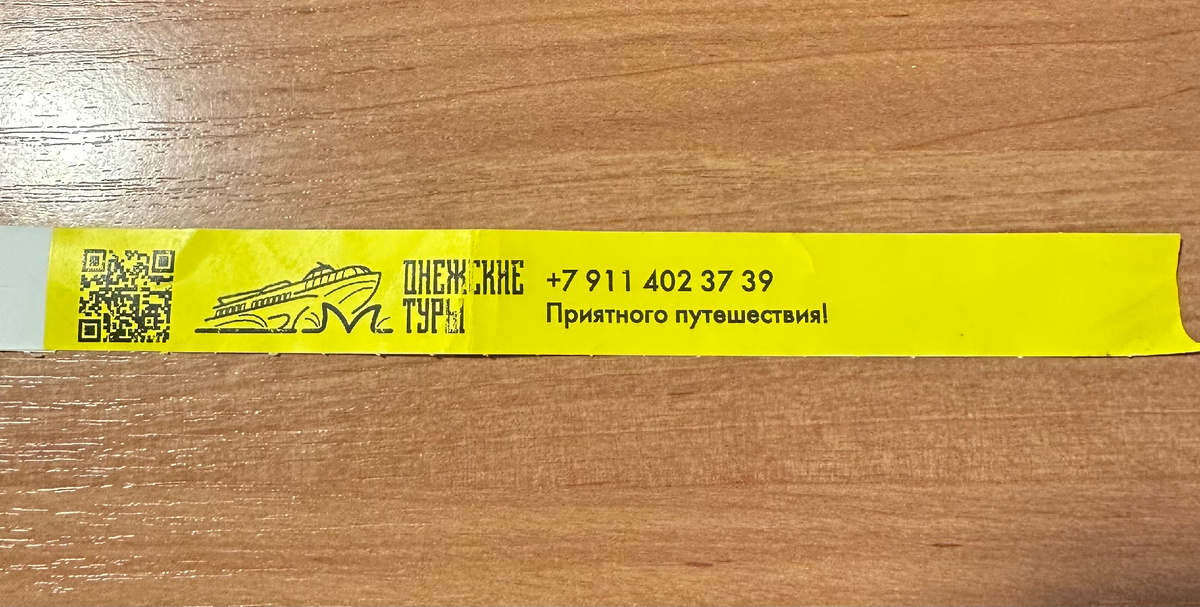 ОНЕЖСКИЕ
ТУРЫ
+7 911 402 37 39
Приятного путешествия!